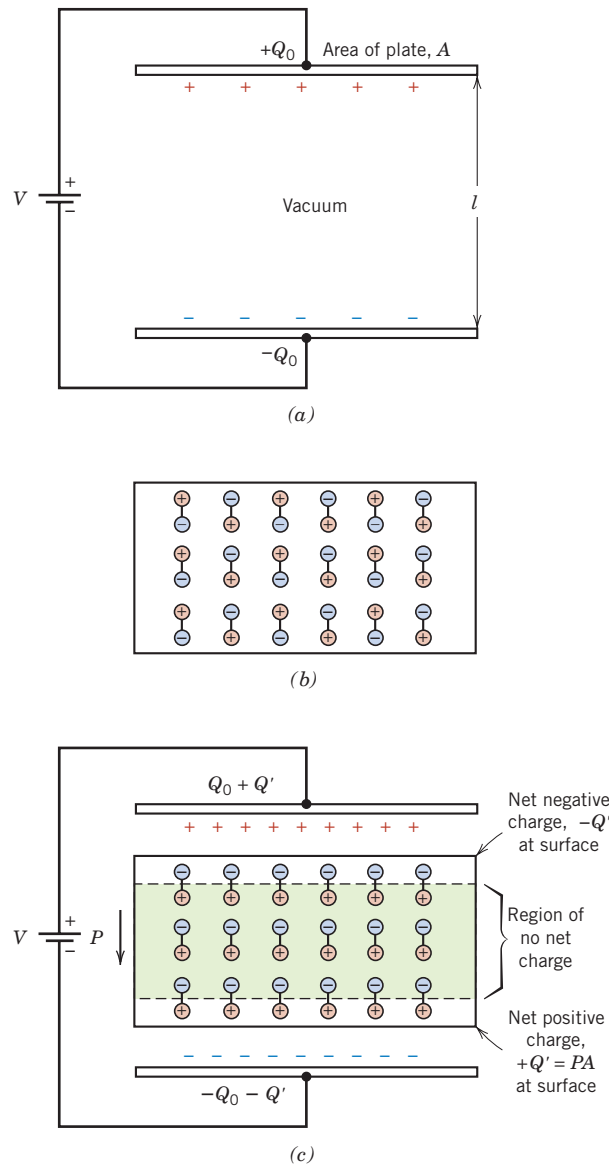 +Q₀
Area of plate, A
+ + + + +
V
+
−
Vacuum
l
− − − − −
−Q₀
(a)
+ − + − + −
− + − + − +
+ − + − + −
− + − + − +
+ − + − + −
− + − + − +
(b)
Q₀ + Q′
+ + + + + + + + +
Net negative
charge, −Q′
at surface
− − − − − −
+ + + + + +
V
+
−
P
− − − − − −
+ + + + + +
Region of
no net
charge
− − − − − −
+ + + + + +
Net positive
charge,
+Q′ = PA
at surface
− − − − − − − − −
−Q₀ − Q′
(c)